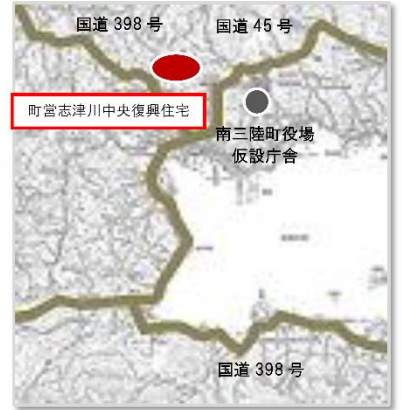 国道 398 号
国道 45 号
町営志津川中央復興住宅
南三陸町役場
仮設庁舎
国道 398 号